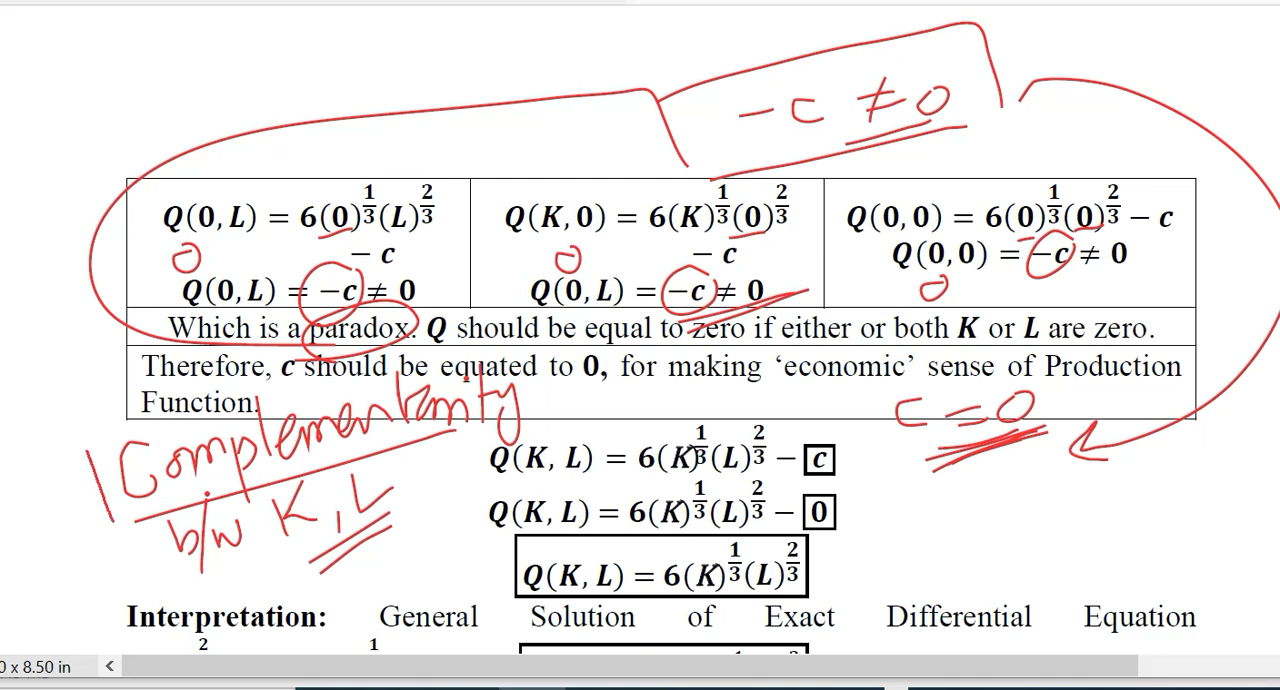 -c ≠ 0
Q(0, L) = 6(0)^{1/3}(L)^{2/3}
- c
0
Q(0, L) = -c ≠ 0
Q(K, 0) = 6(K)^{1/3}(0)^{2/3}
- c
0
Q(0, L) = -c ≠ 0
Q(0, 0) = 6(0)^{1/3}(0)^{2/3} - c
Q(0, 0) = -c ≠ 0
0
Which is a paradox. Q should be equal to zero if either or both K or L are zero.
Therefore, c should be equated to 0, for making ‘economic’ sense of Production
Function.
c = 0
Complementarity
b/w K, L
Q(K, L) = 6(K)^{1/3}(L)^{2/3} - c
Q(K, L) = 6(K)^{1/3}(L)^{2/3} - 0
Q(K, L) = 6(K)^{1/3}(L)^{2/3}
Interpretation: General Solution of Exact Differential Equation
2 1
0 x 8.50 in